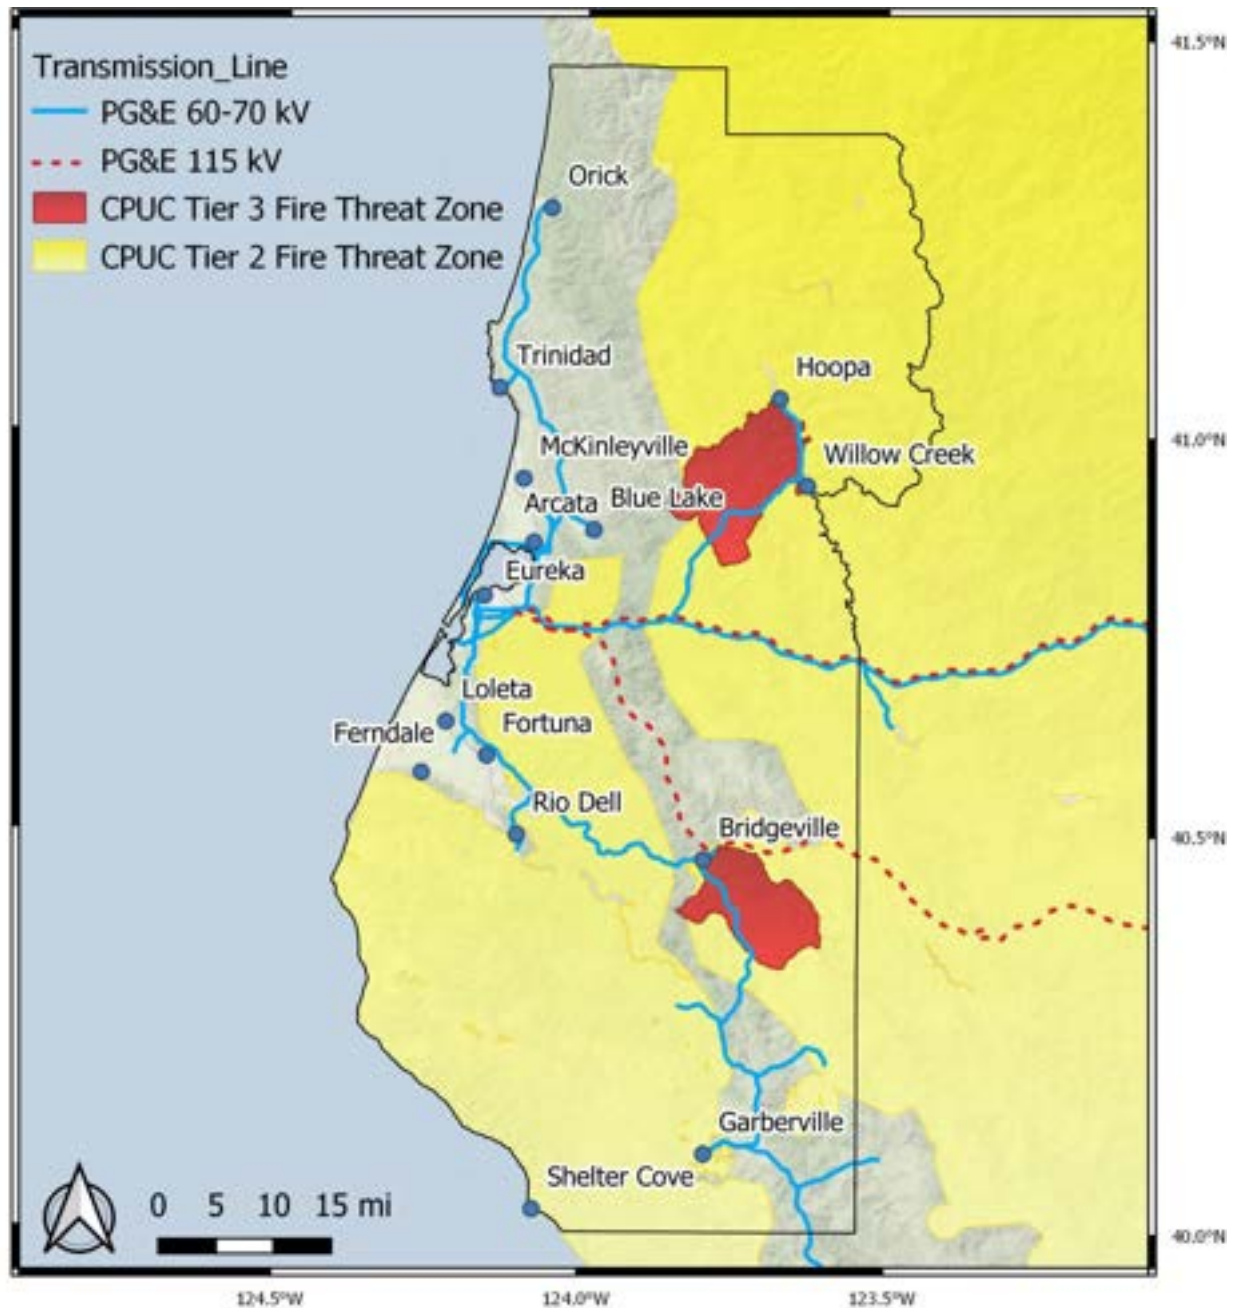 Transmission_Line
PG&E 60-70 kV
PG&E 115 kV
CPUC Tier 3 Fire Threat Zone
CPUC Tier 2 Fire Threat Zone
41.5°N
Orick
Trinidad
Hoopa
41.0°N
McKinleyville
Willow Creek
Arcata
Blue Lake
Eureka
Loleta
Ferndale
Fortuna
Rio Dell
Bridgeville
40.5°N
Garberville
Shelter Cove
0 5 10 15 mi
40.0°N
124.5°W 124.0°W 123.5°W